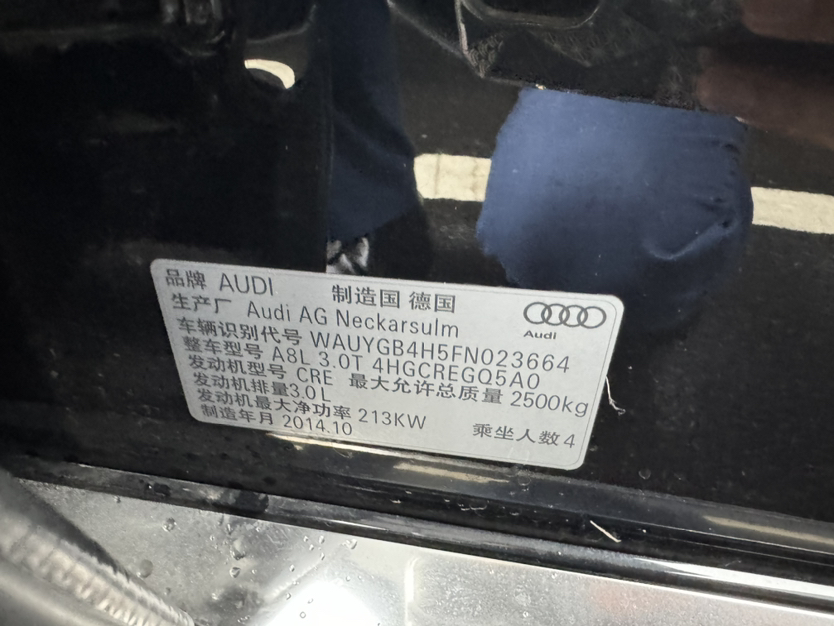 品牌 AUDI 制造国 德国
生产厂 Audi AG Neckarsulm
Audi
车辆识别代号 WAUYGB4H5FN023664
整车型号 A8L 3.0T 4HGCREGQ5A0
发动机型号 CRE 最大允许总质量 2500kg
发动机排量3.0L
发动机最大净功率 213KW 乘坐人数4
制造年月 2014.10